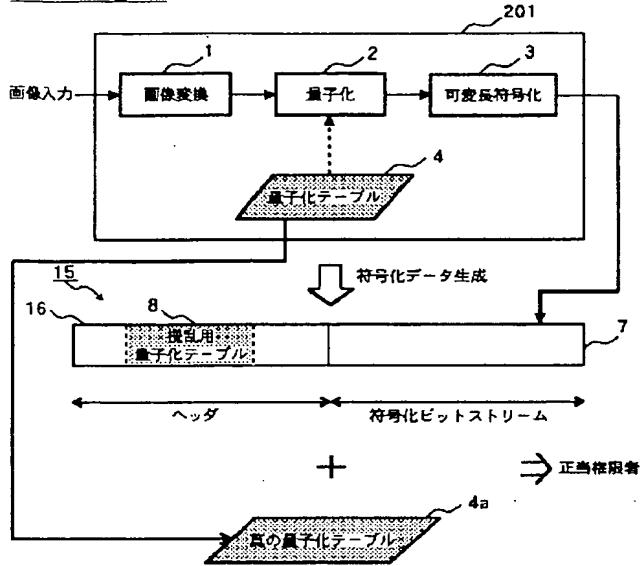 201
1
2
3
画像入力
画像変換
量子化
可変長符号化
4
量子化テーブル
15
符号化データ生成
16
8
撹乱用
量子化テーブル
7
ヘッダ
符号化ビットストリーム
+
正当権限者
4a
真の量子化テーブル